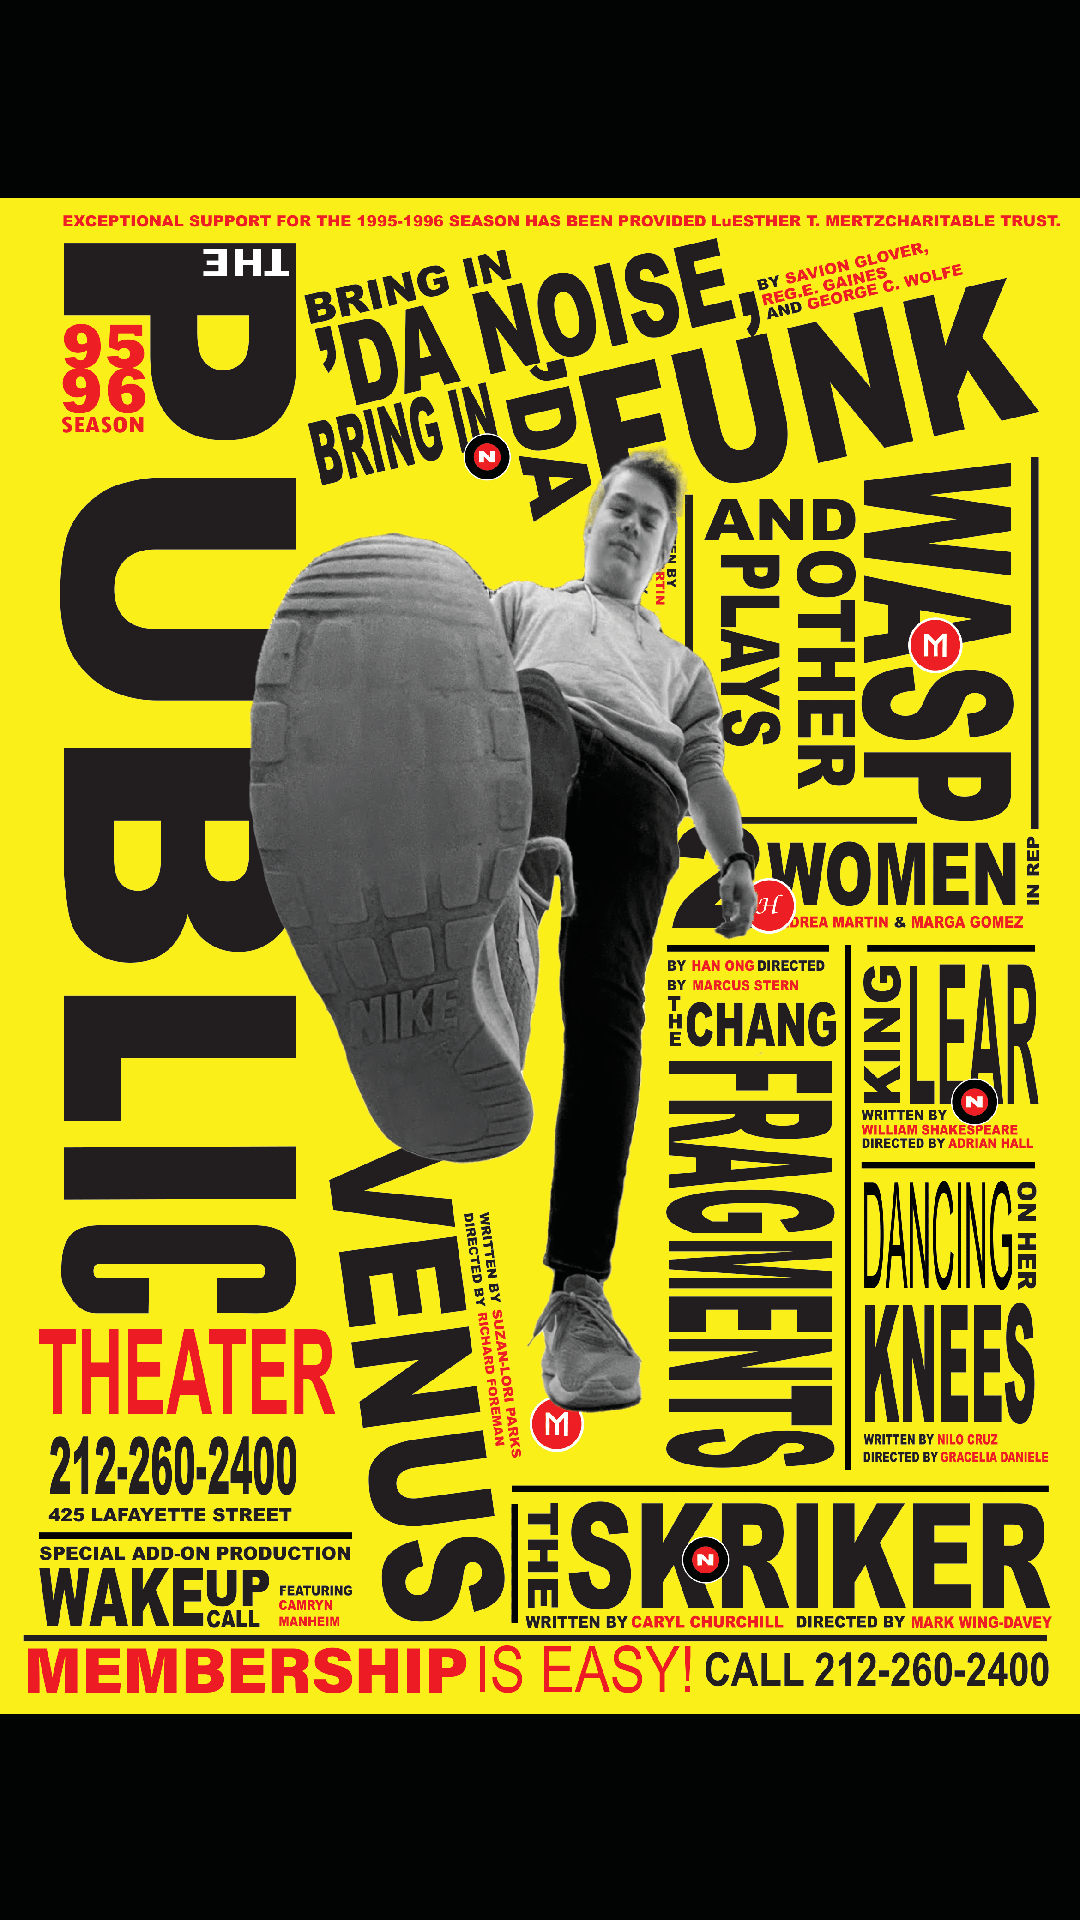 EXCEPTIONAL SUPPORT FOR THE 1995-1996 SEASON HAS BEEN PROVIDED LuESTHER T. MERTZCHARITABLE TRUST.
THE
PUBLIC
95
96
SEASON
THEATER
212-260-2400
425 LAFAYETTE STREET
SPECIAL ADD-ON PRODUCTION
WAKE UP
CALL
FEATURING
CAMRYN
MANHEIM
BRING IN
'DA NOISE,
BRING IN
'DA FUNK
BY SAVION GLOVER,
REG.E. GAINES
AND GEORGE C. WOLFE
N
WASP
M
AND
OTHER
PLAYS
BY
RTIN
2 WOMEN
IN REP
H
MARTIN & MARGA GOMEZ
BY HAN ONG DIRECTED
BY MARCUS STERN
THE
CHANG
FRAGMENTS
KING
LEAR
N
WRITTEN BY
WILLIAM SHAKESPEARE
DIRECTED BY ADRIAN HALL
DANCING
ON HER
KNEES
WRITTEN BY NILO CRUZ
DIRECTED BY GRACELIA DANIELE
NIKE
VENUS
WRITTEN BY SUZAN-LORI PARKS
DIRECTED BY RICHARD FOREMAN
M
THE
SKRIKER
N
WRITTEN BY CARYL CHURCHILL DIRECTED BY MARK WING-DAVEY
MEMBERSHIP IS EASY! CALL 212-260-2400